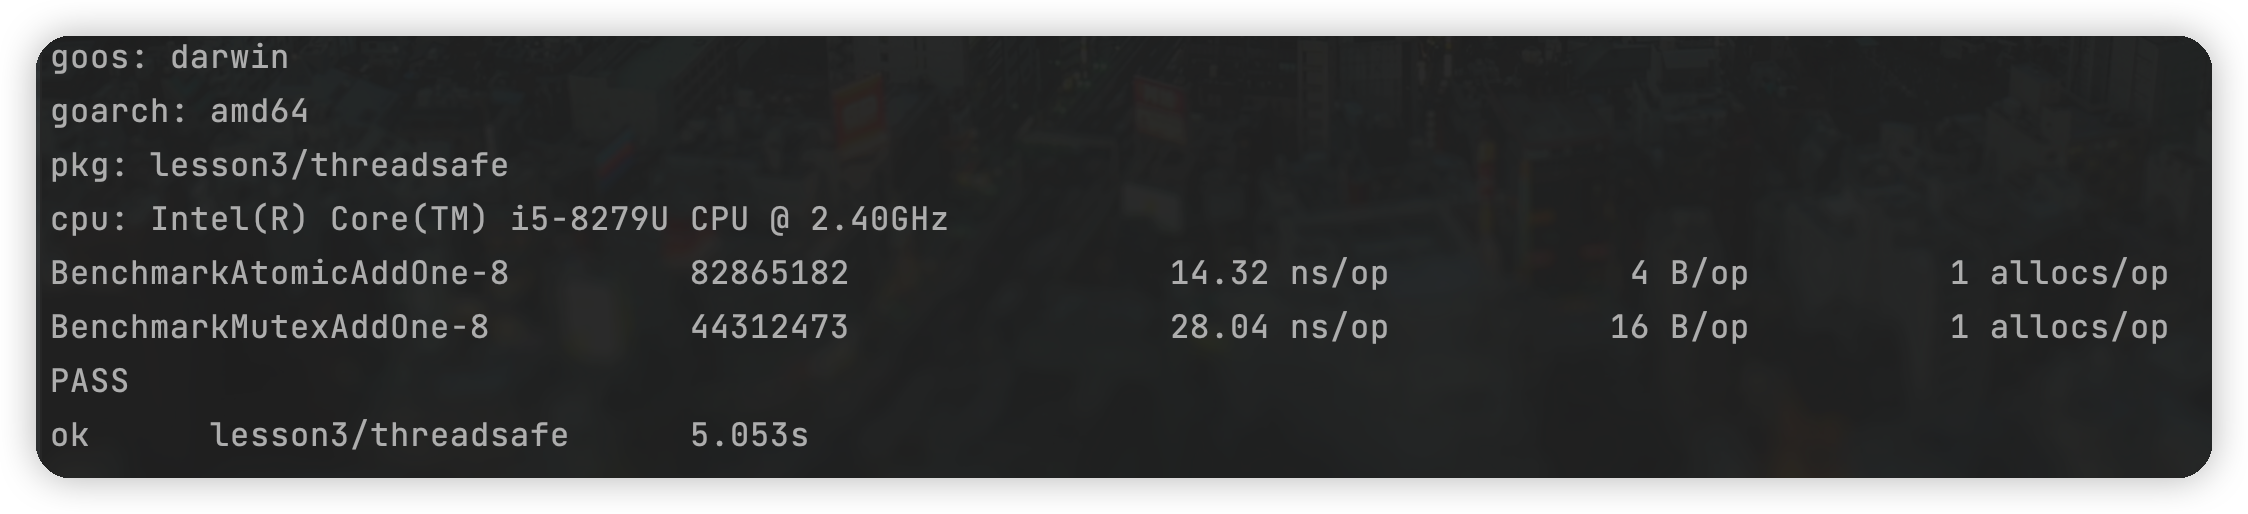 goos: darwin
goarch: amd64
pkg: lesson3/threadsafe
cpu: Intel(R) Core(TM) i5-8279U CPU @ 2.40GHz
BenchmarkAtomicAddOne-8 82865182 14.32 ns/op 4 B/op 1 allocs/op
BenchmarkMutexAddOne-8 44312473 28.04 ns/op 16 B/op 1 allocs/op
PASS
ok lesson3/threadsafe 5.053s